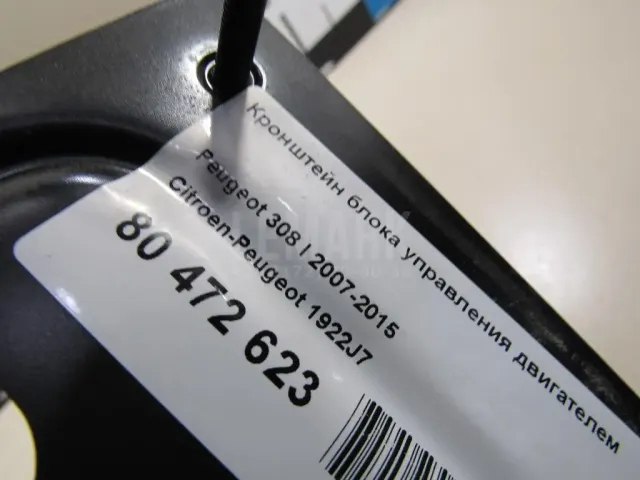 Кронштейн блока управления двигателем
Peugeot 308 I 2007-2015
Citroen-Peugeot 1922J7
80 472 623